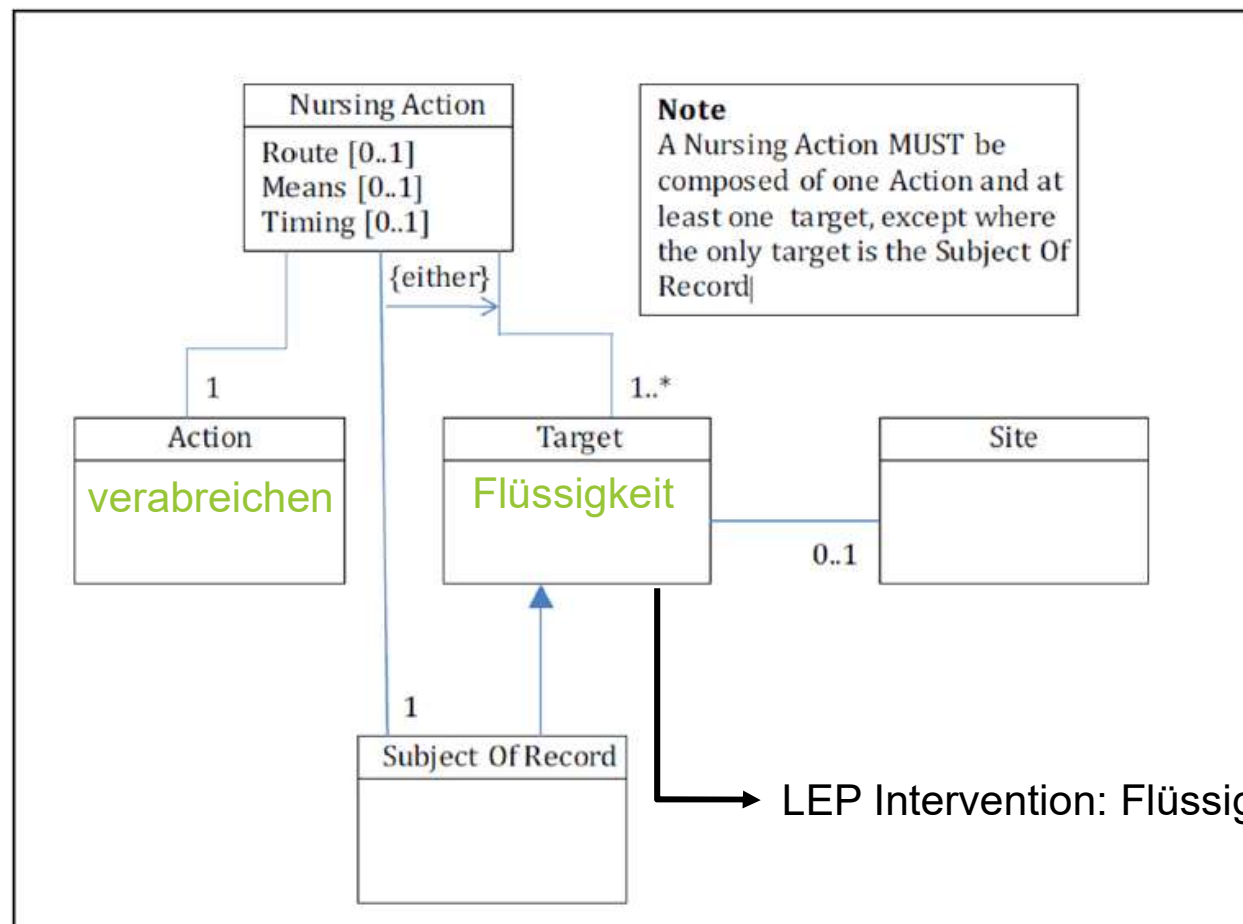 Nursing Action
Route [0..1]
Means [0..1]
Timing [0..1]
Note
A Nursing Action MUST be
composed of one Action and at
least one target, except where
the only target is the Subject Of
Record
{either}
1
1..*
Action
verabreichen
Target
Flüssigkeit
Site
0..1
1
Subject Of Record
LEP Intervention: